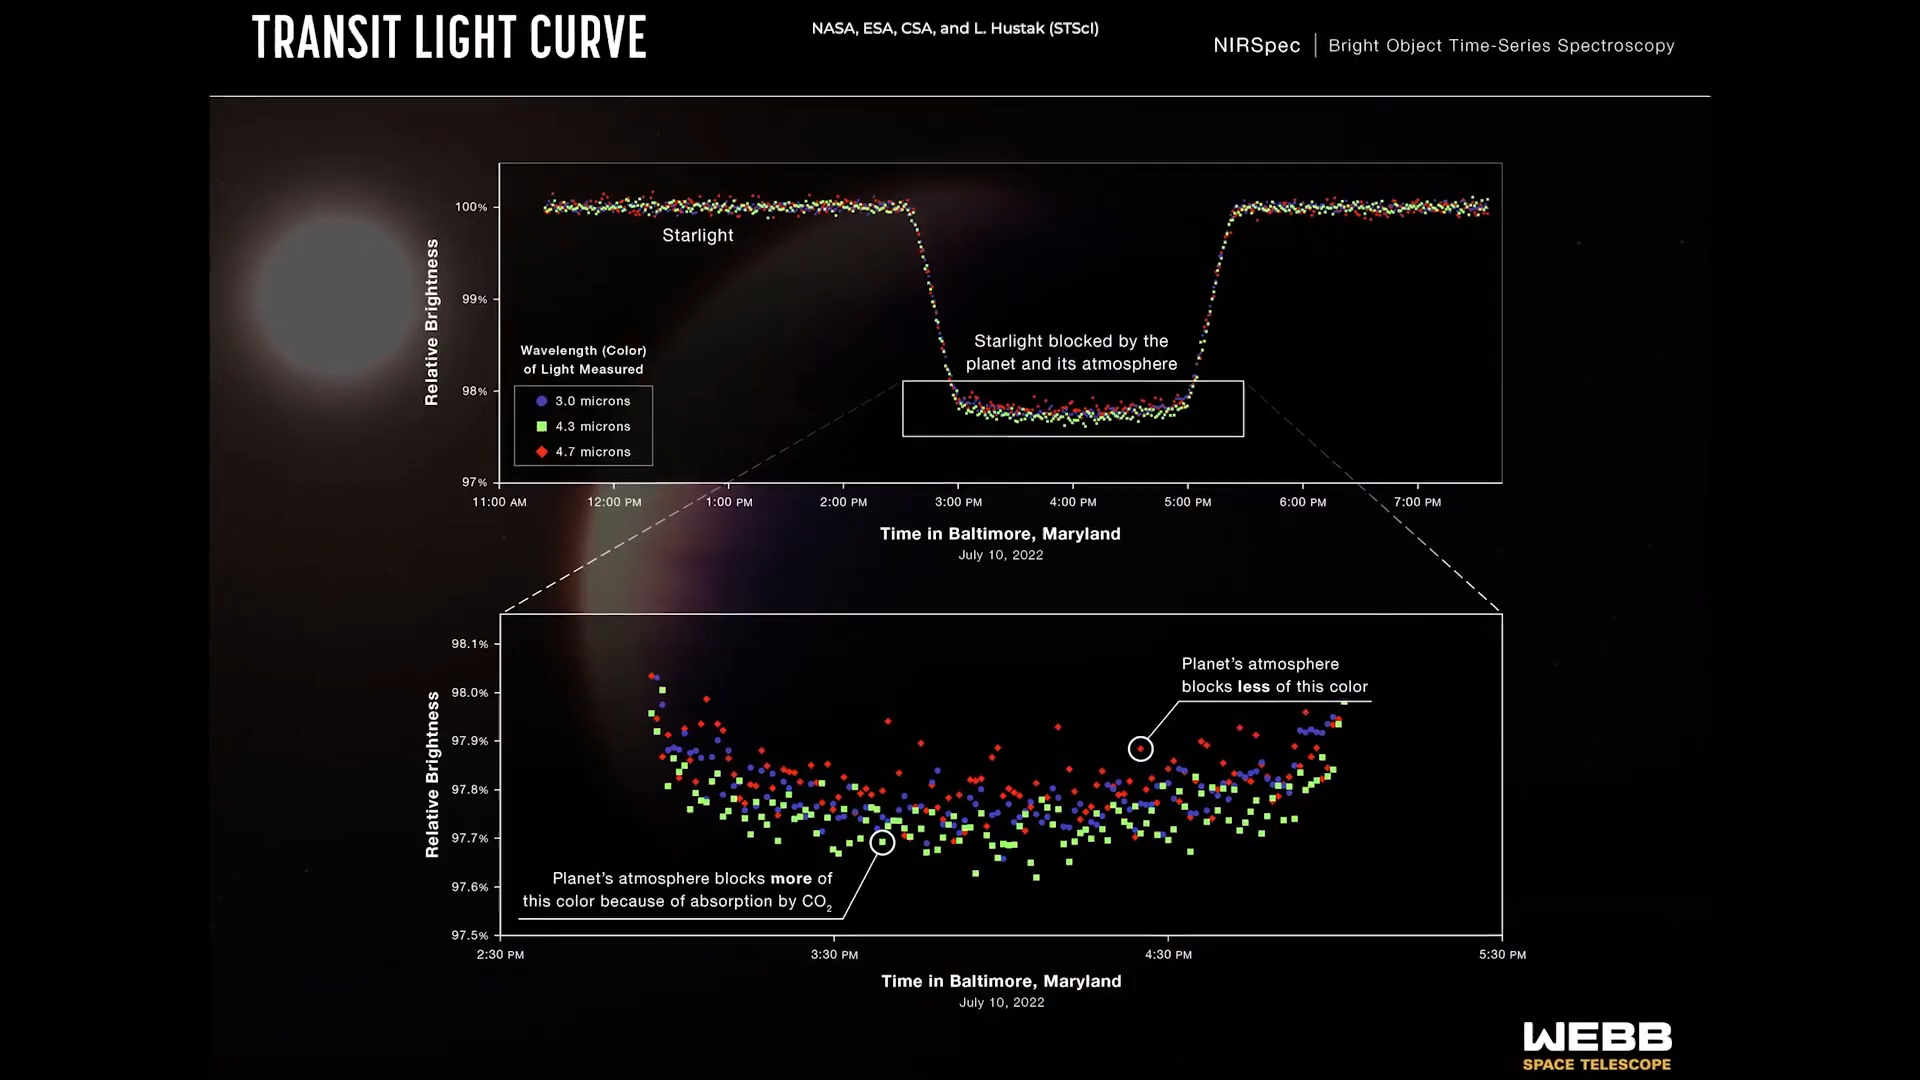 TRANSIT LIGHT CURVE
NASA, ESA, CSA, and L. Hustak (STScI)
NIRSpec | Bright Object Time-Series Spectroscopy
Relative Brightness
100%
99%
98%
97%
Starlight
Starlight blocked by the
planet and its atmosphere
Wavelength (Color)
of Light Measured
3.0 microns
4.3 microns
4.7 microns
11:00 AM 12:00 PM 1:00 PM 2:00 PM 3:00 PM 4:00 PM 5:00 PM 6:00 PM 7:00 PM
Time in Baltimore, Maryland
July 10, 2022
Relative Brightness
98.1%
98.0%
97.9%
97.8%
97.7%
97.6%
97.5%
Planet’s atmosphere
blocks less of this color
Planet’s atmosphere blocks more of
this color because of absorption by CO₂
2:30 PM 3:30 PM 4:30 PM 5:30 PM
Time in Baltimore, Maryland
July 10, 2022
WEBB
SPACE TELESCOPE